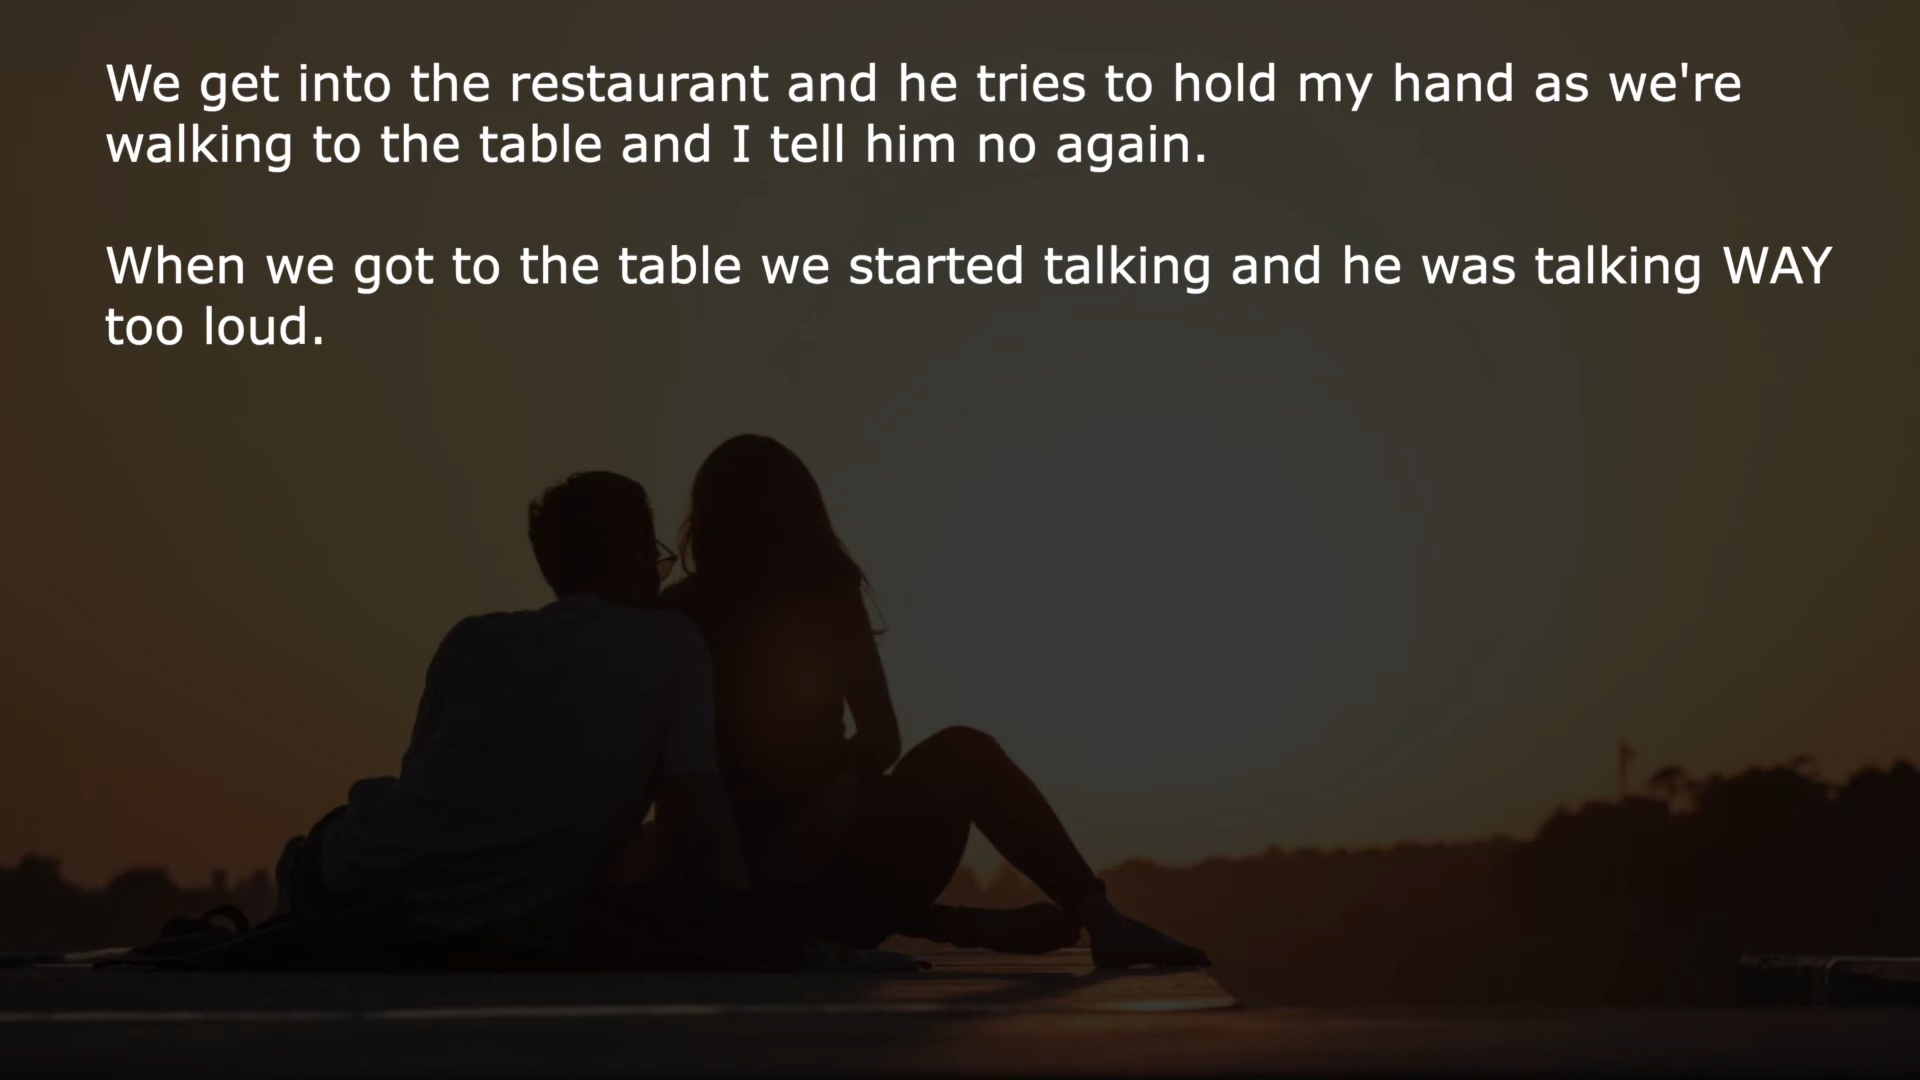 We get into the restaurant and he tries to hold my hand as we're
walking to the table and I tell him no again.
When we got to the table we started talking and he was talking WAY
too loud.